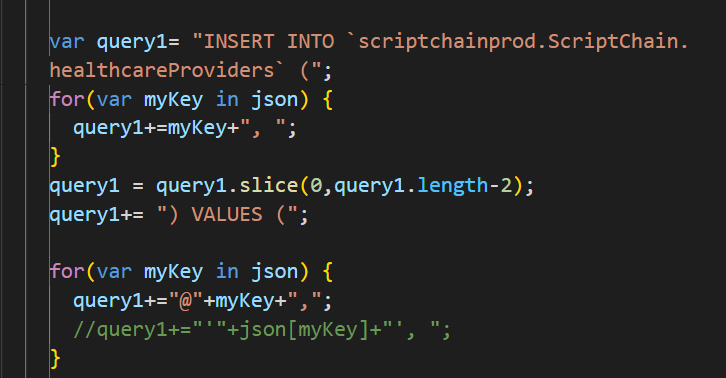 var query1= "INSERT INTO `scriptchainprod.ScriptChain.
healthcareProviders` (";
for(var myKey in json) {
  query1+=myKey+", ";
}
query1 = query1.slice(0,query1.length-2);
query1+= ") VALUES (";

for(var myKey in json) {
  query1+="@"+myKey+",";
  //query1+="'"+json[myKey]+"', ";
}